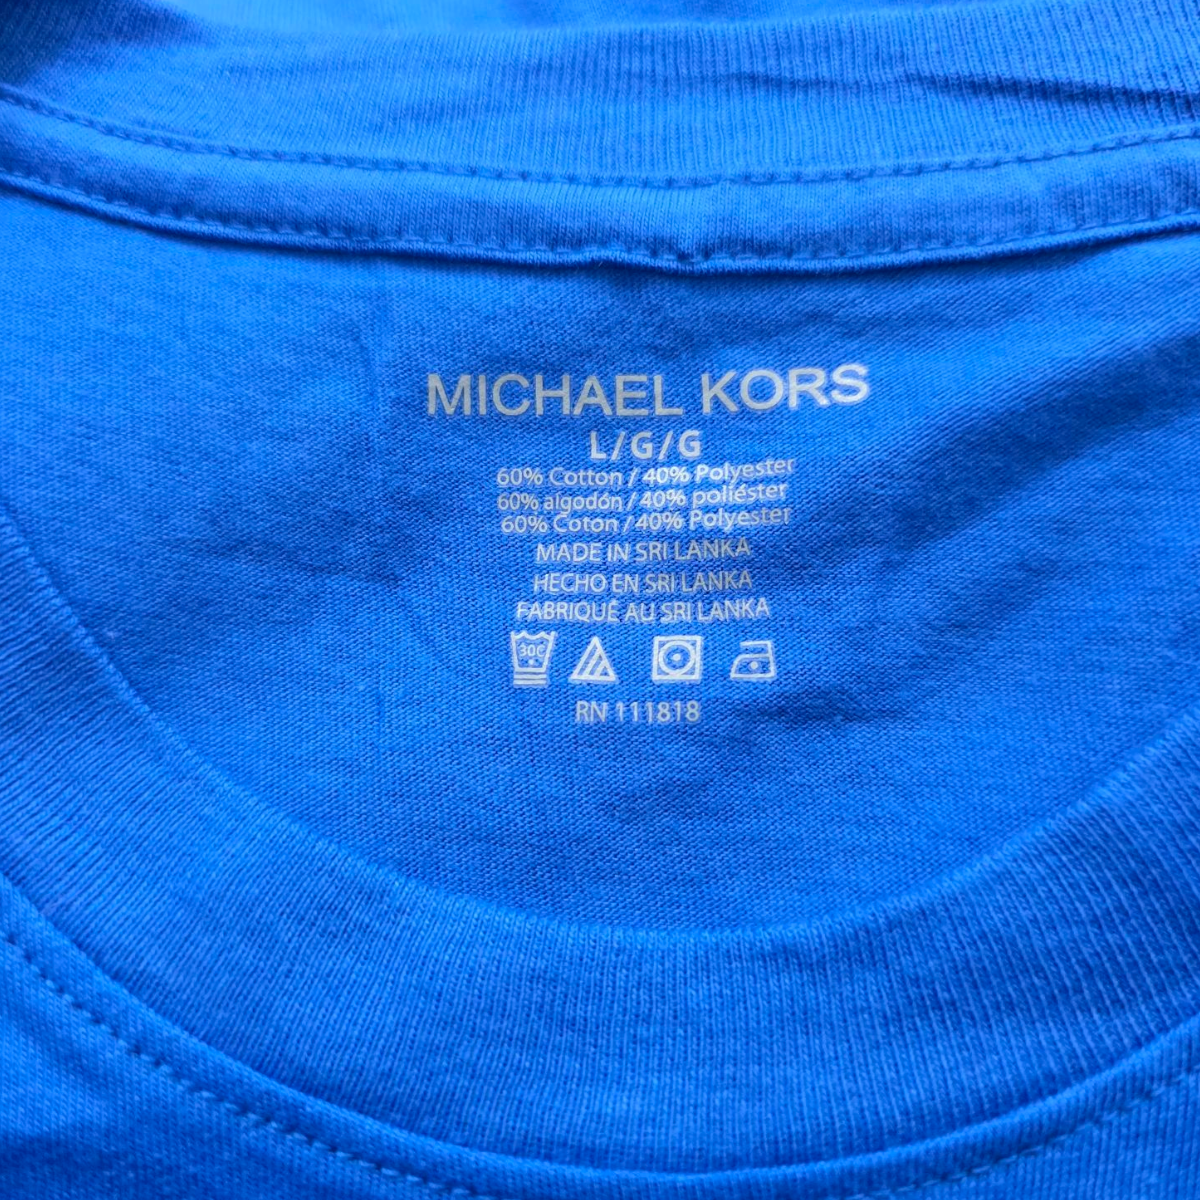 MICHAEL KORS
L/G/G
60% Cotton / 40% Polyester
60% algodón / 40% poliéster
60% Coton / 40% Polyester
MADE IN SRI LANKA
HECHO EN SRI LANKA
FABRIQUÉ AU SRI LANKA
30C
RN 111818